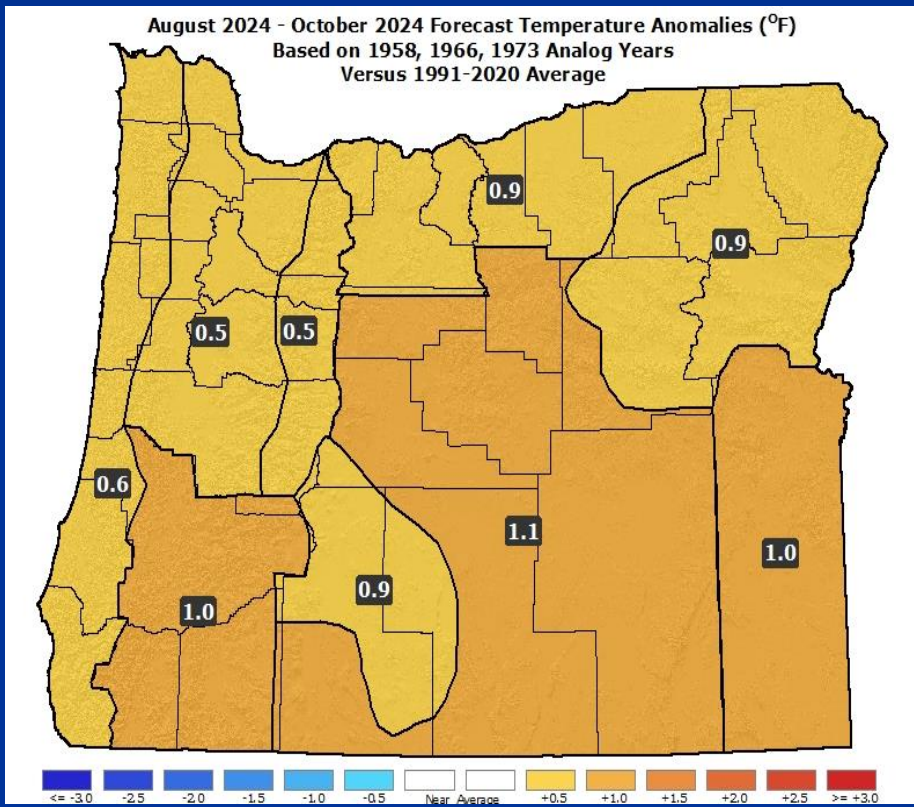 August 2024 - October 2024 Forecast Temperature Anomalies (°F)
Based on 1958, 1966, 1973 Analog Years
Versus 1991-2020 Average
0.9
0.9
0.5
0.5
0.6
1.1
1.0
0.9
1.0
<= -3.0 -2.5 -2.0 -1.5 -1.0 -0.5 Near Average +0.5 +1.0 +1.5 +2.0 +2.5 >= +3.0